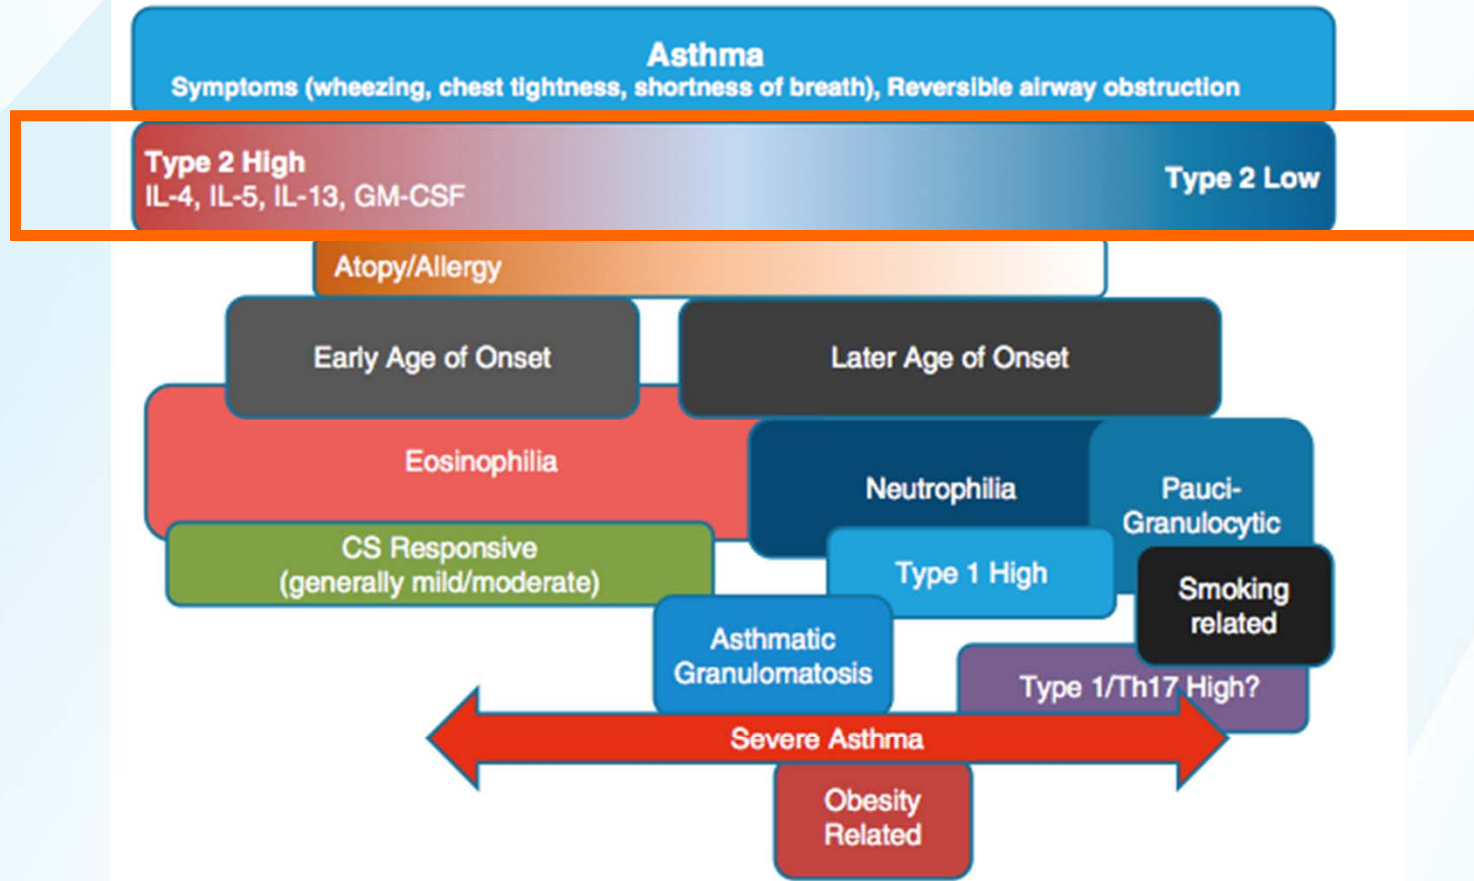 Asthma
Symptoms (wheezing, chest tightness, shortness of breath), Reversible airway obstruction
Type 2 High
IL-4, IL-5, IL-13, GM-CSF
Type 2 Low
Atopy/Allergy
Early Age of Onset
Later Age of Onset
Eosinophilia
Neutrophilia
Pauci-
Granulocytic
CS Responsive
(generally mild/moderate)
Type 1 High
Smoking
related
Asthmatic
Granulomatosis
Type 1/Th17 High?
Severe Asthma
Obesity
Related